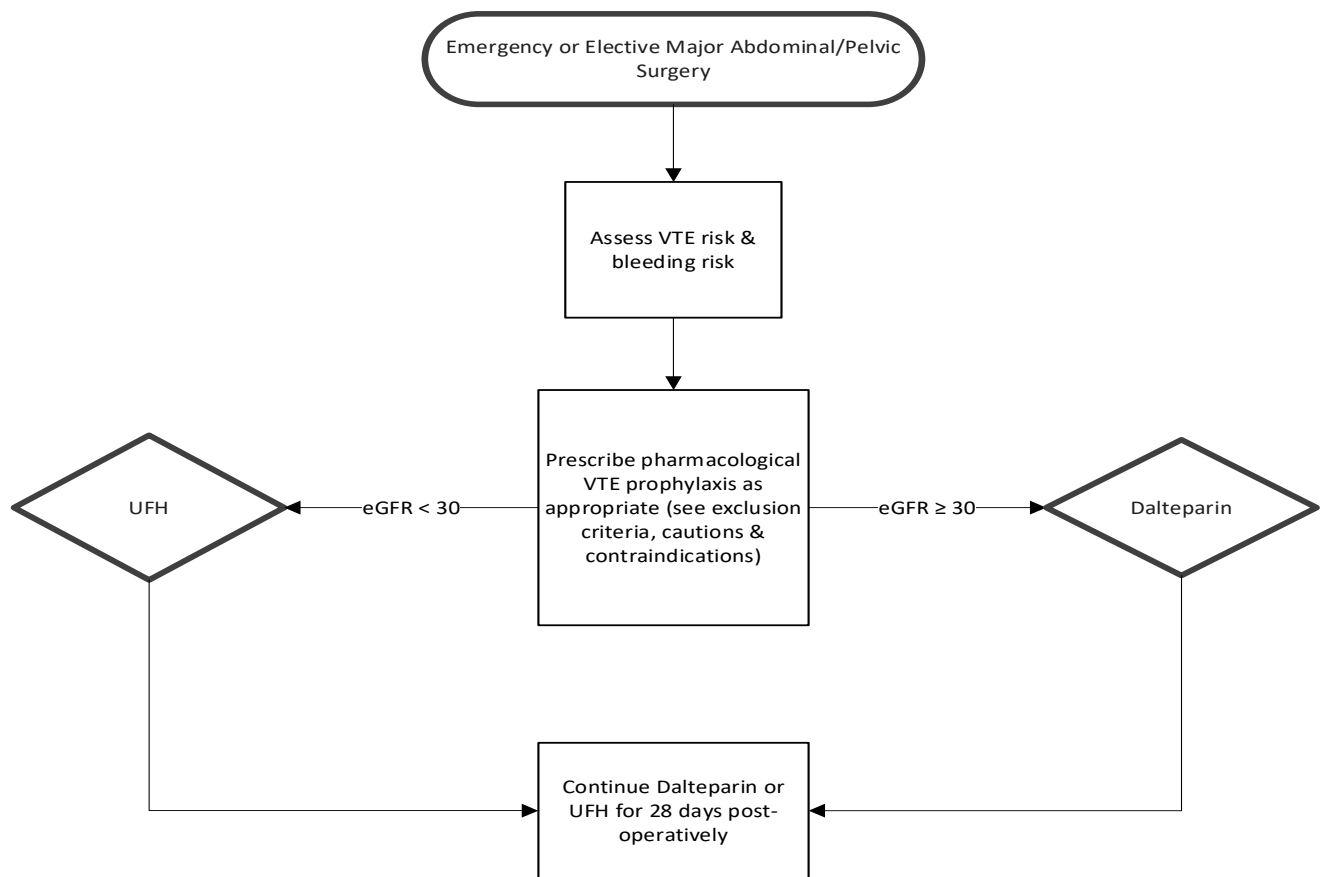 Emergency or Elective Major Abdominal/Pelvic
Surgery
Assess VTE risk &
bleeding risk
Prescribe pharmacological
VTE prophylaxis as
appropriate (see exclusion
criteria, cautions &
contraindications)
UFH
eGFR < 30
eGFR ≥ 30
Dalteparin
Continue Dalteparin or
UFH for 28 days post-
operatively